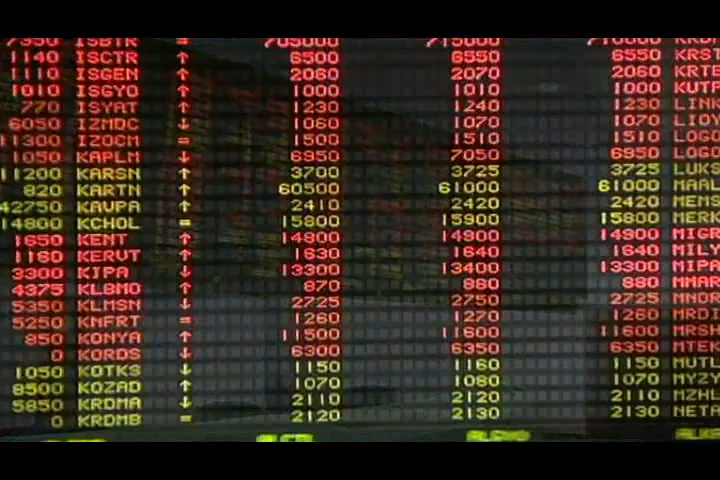 ISBTR = 705000 715000 710000
1140 ISCTR ↑ 6500 6550 6550 KRST
1110 ISGEN ↑ 2060 2070 2060 KRTE
1010 ISGYO ↑ 1000 1010 1000 KUTP
770 ISYAT ↑ 1230 1240 1230 LINK
6050 IZMDC ↓ 1060 1070 1070 LIOY
11300 IZOCM = 1500 1510 1510 LOGO
1050 KAPLM ↓ 6950 7050 6950 LOGO
11200 KARSN ↑ 3700 3725 3725 LUKS
820 KARTN ↑ 60500 61000 61000 MAAL
42750 KAVPA ↑ 2410 2420 2420 MENS
14800 KCHOL = 15800 15900 15800 MERK
1650 KENT ↑ 14800 14900 14900 MIGR
1160 KERVT ↑ 1630 1640 1640 MILY
3300 KIPA ↓ 13300 13400 13300 MIPA
4375 KLBMO ↑ 870 880 880 MMAR
5350 KLMSN ↓ 2725 2750 2725 MNDR
5250 KNFRT = 1260 1270 1260 MRDI
850 KONYA ↑ 11500 11600 11600 MRSH
0 KORDS ↓ 6300 6350 6350 MTEK
1050 KOTKS ↓ 1150 1160 1150 MUTL
8500 KOZAD ↑ 1070 1080 1070 MYZY
5850 KRDMA ↓ 2110 2120 2110 MZHL
0 KRDMB = 2120 2130 2130 NETA